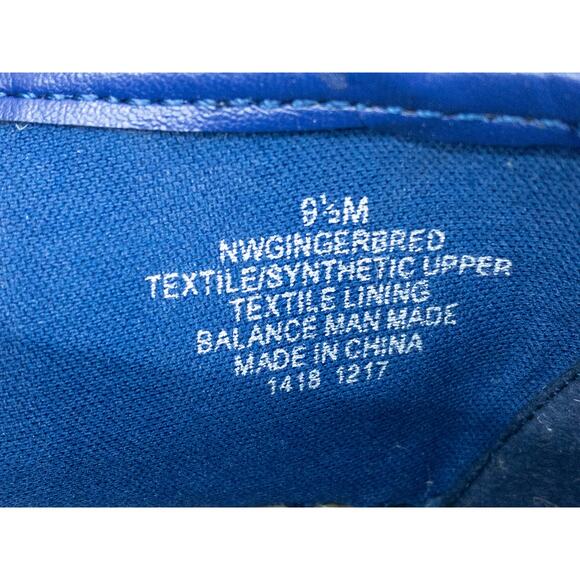 9½M
NWGINGERBRED
TEXTILE/SYNTHETIC UPPER
TEXTILE LINING
BALANCE MAN MADE
MADE IN CHINA
1418 1217